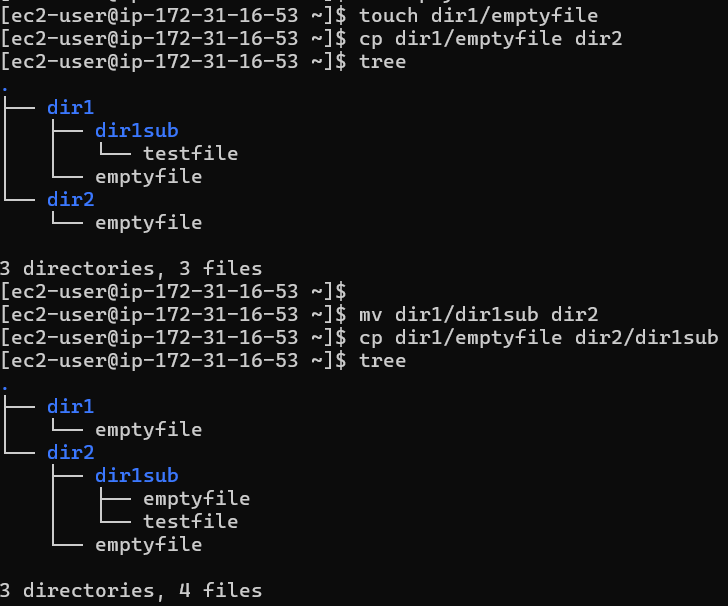 [ec2-user@ip-172-31-16-53 ~]$ touch dir1/emptyfile
[ec2-user@ip-172-31-16-53 ~]$ cp dir1/emptyfile dir2
[ec2-user@ip-172-31-16-53 ~]$ tree
.
├── dir1
│   ├── dir1sub
│   │   └── testfile
│   └── emptyfile
└── dir2
    └── emptyfile

3 directories, 3 files
[ec2-user@ip-172-31-16-53 ~]$
[ec2-user@ip-172-31-16-53 ~]$ mv dir1/dir1sub dir2
[ec2-user@ip-172-31-16-53 ~]$ cp dir1/emptyfile dir2/dir1sub
[ec2-user@ip-172-31-16-53 ~]$ tree
.
├── dir1
│   └── emptyfile
└── dir2
    ├── dir1sub
    │   ├── emptyfile
    │   └── testfile
    └── emptyfile

3 directories, 4 files